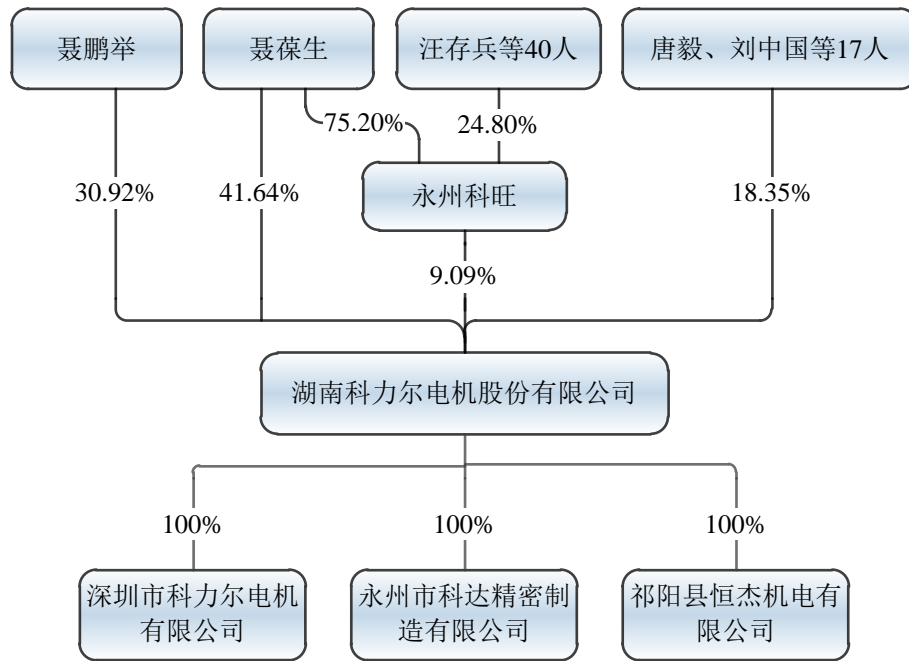 聂鹏举
聂葆生
汪存兵等40人
唐毅、刘中国等17人
75.20%
24.80%
30.92%
41.64%
永州科旺
18.35%
9.09%
湖南科力尔电机股份有限公司
100%
100%
100%
深圳市科力尔电机
有限公司
永州市科达精密制
造有限公司
祁阳县恒杰机电有
限公司